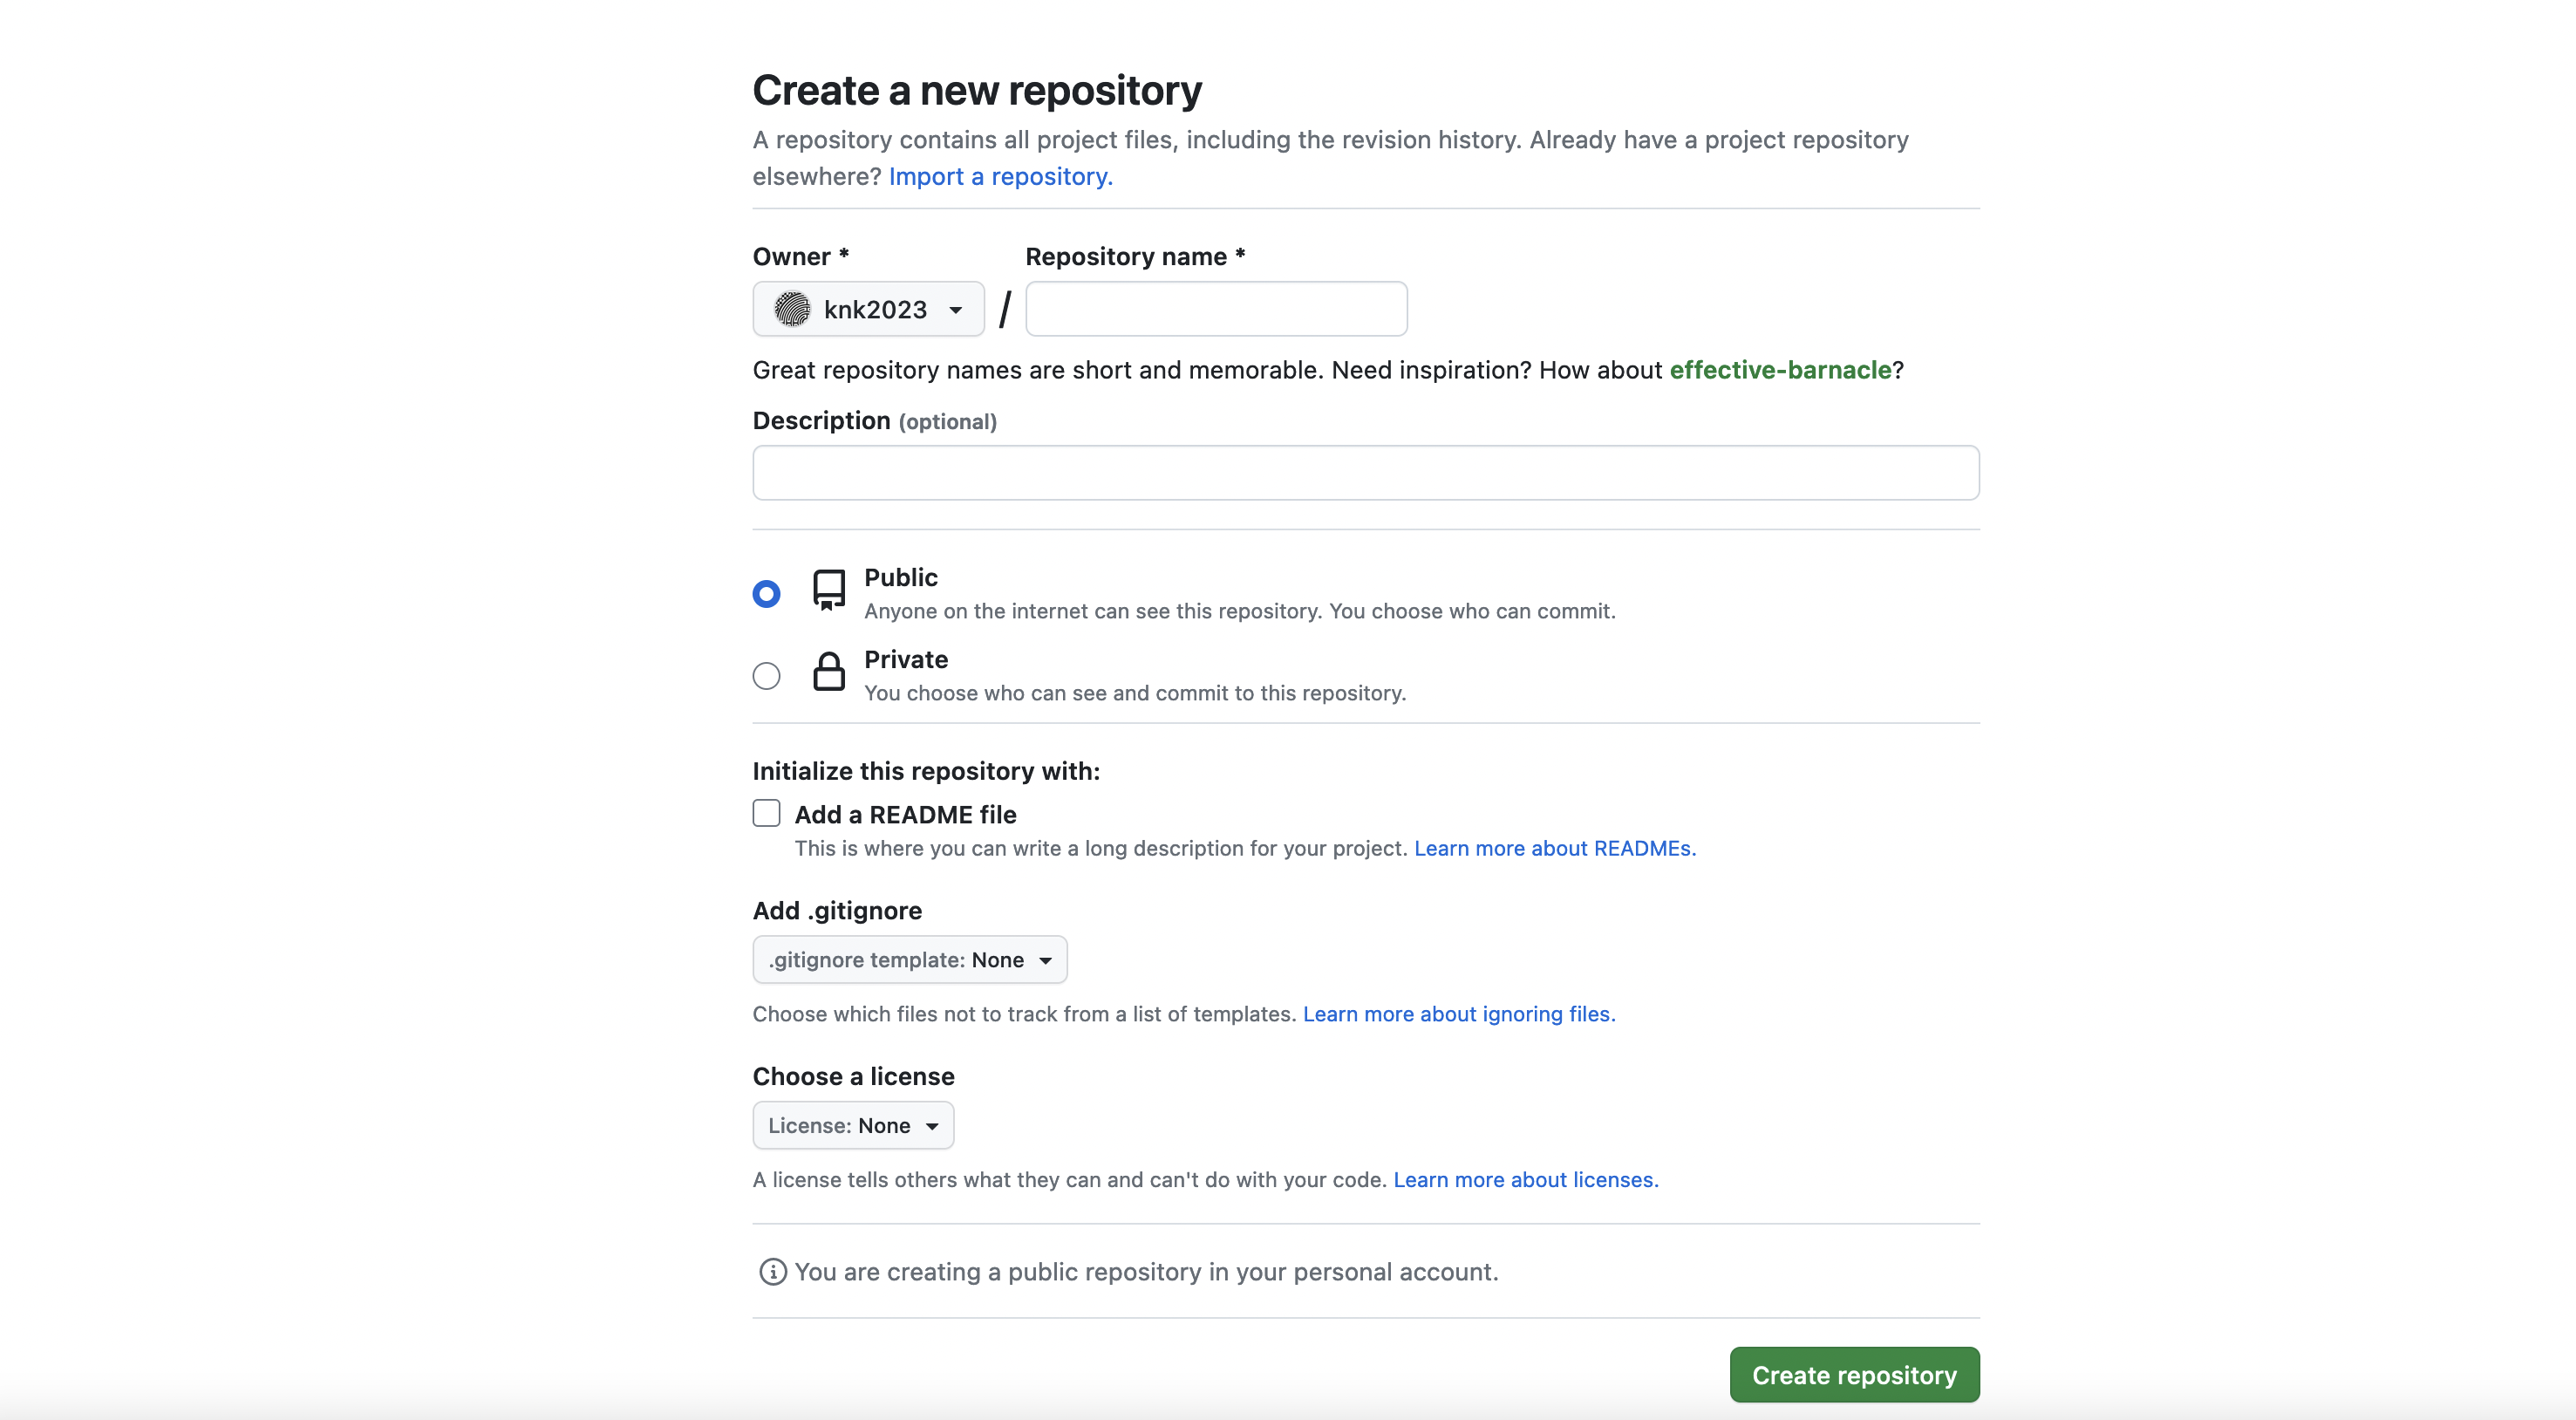 Create a new repository
A repository contains all project files, including the revision history. Already have a project repository
elsewhere? Import a repository.
Owner * Repository name *
knk2023 /
Great repository names are short and memorable. Need inspiration? How about effective-barnacle?
Description (optional)
Public
Anyone on the internet can see this repository. You choose who can commit.
Private
You choose who can see and commit to this repository.
Initialize this repository with:
Add a README file
This is where you can write a long description for your project. Learn more about READMEs.
Add .gitignore
.gitignore template: None
Choose which files not to track from a list of templates. Learn more about ignoring files.
Choose a license
License: None
A license tells others what they can and can't do with your code. Learn more about licenses.
You are creating a public repository in your personal account.
Create repository